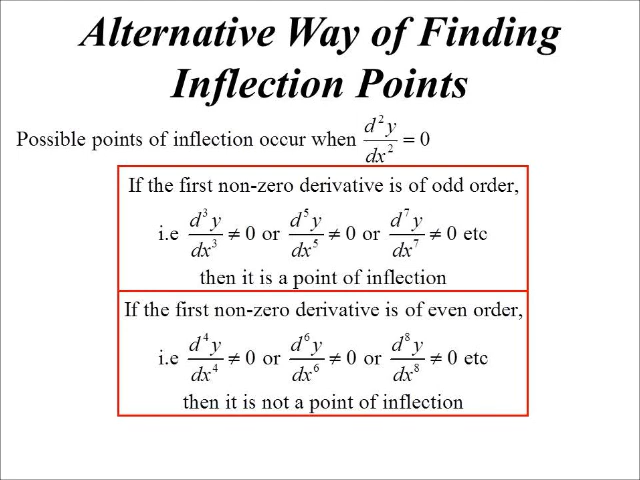 Alternative Way of Finding
Inflection Points
Possible points of inflection occur when d²y/dx² = 0
If the first non-zero derivative is of odd order,
i.e d³y/dx³ ≠ 0 or d⁵y/dx⁵ ≠ 0 or d⁷y/dx⁷ ≠ 0 etc
then it is a point of inflection
If the first non-zero derivative is of even order,
i.e d⁴y/dx⁴ ≠ 0 or d⁶y/dx⁶ ≠ 0 or d⁸y/dx⁸ ≠ 0 etc
then it is not a point of inflection